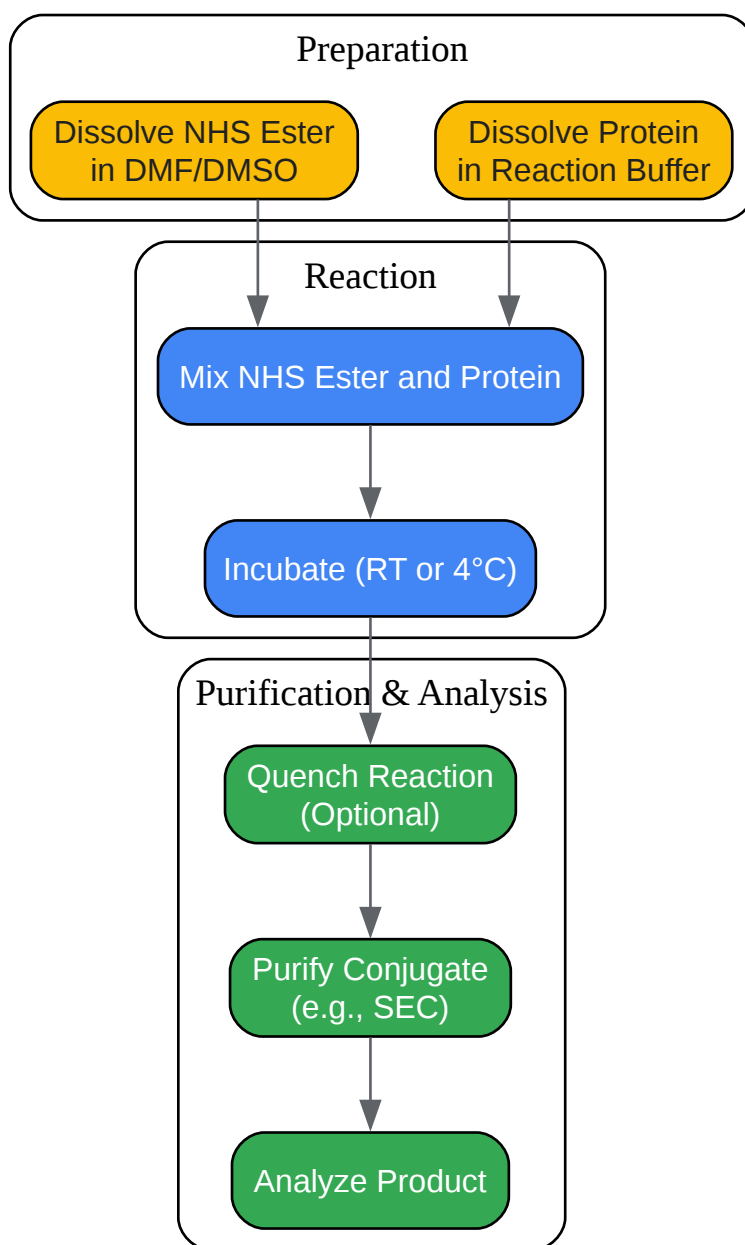 Preparation
Dissolve NHS Ester
in DMF/DMSO
Dissolve Protein
in Reaction Buffer
Reaction
Mix NHS Ester and Protein
Incubate (RT or 4°C)
Purification & Analysis
Quench Reaction
(Optional)
Purify Conjugate
(e.g., SEC)
Analyze Product